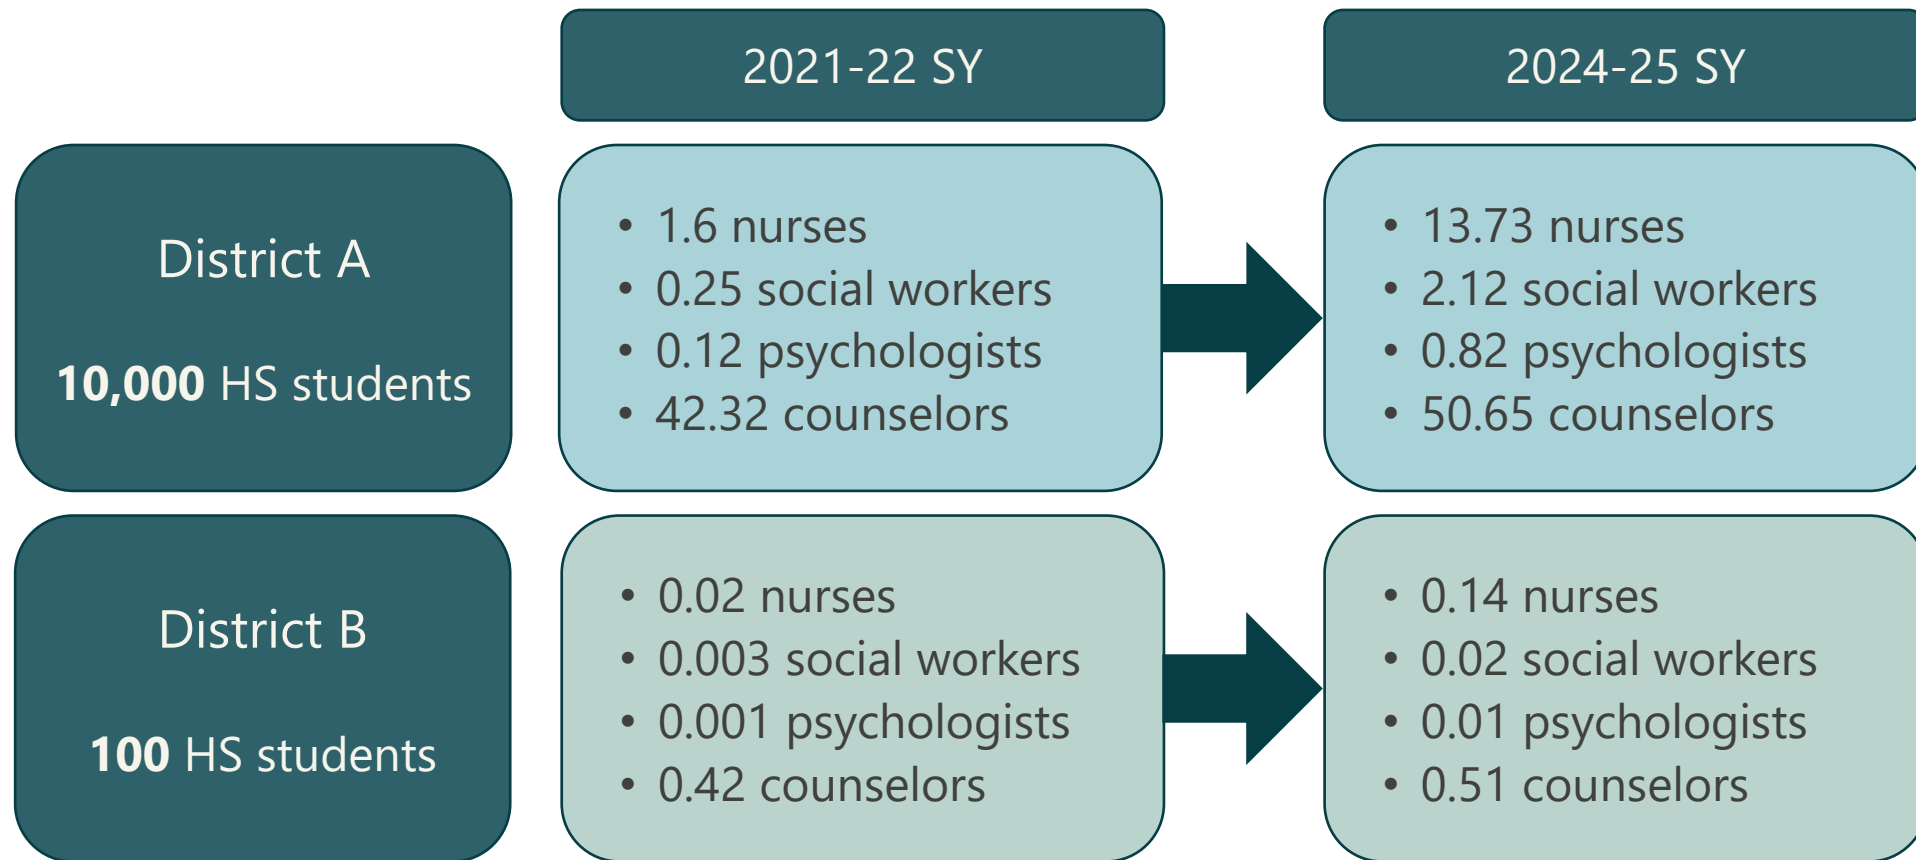 2021-22 SY
2024-25 SY
District A
10,000 HS students
• 1.6 nurses
• 0.25 social workers
• 0.12 psychologists
• 42.32 counselors
• 13.73 nurses
• 2.12 social workers
• 0.82 psychologists
• 50.65 counselors
District B
100 HS students
• 0.02 nurses
• 0.003 social workers
• 0.001 psychologists
• 0.42 counselors
• 0.14 nurses
• 0.02 social workers
• 0.01 psychologists
• 0.51 counselors